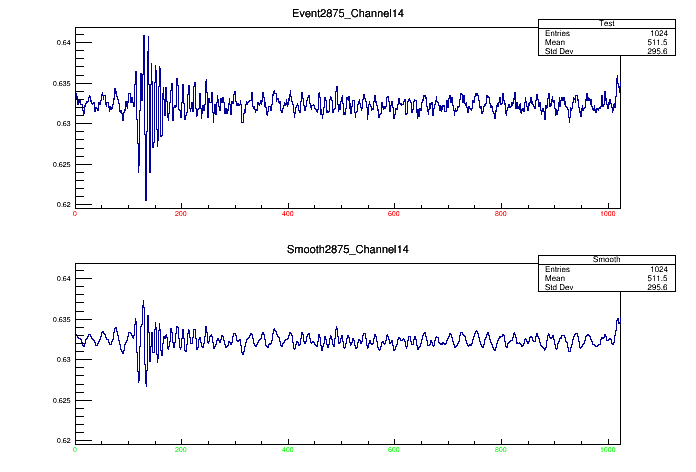 Event2875_Channel14
Test
Entries 1024
Mean 511.5
Std Dev 295.6
0.64
0.635
0.63
0.625
0.62
0 200 400 600 800 1000
Smooth2875_Channel14
Smooth
Entries 1024
Mean 511.5
Std Dev 295.6
0.64
0.635
0.63
0.625
0.62
0 200 400 600 800 1000